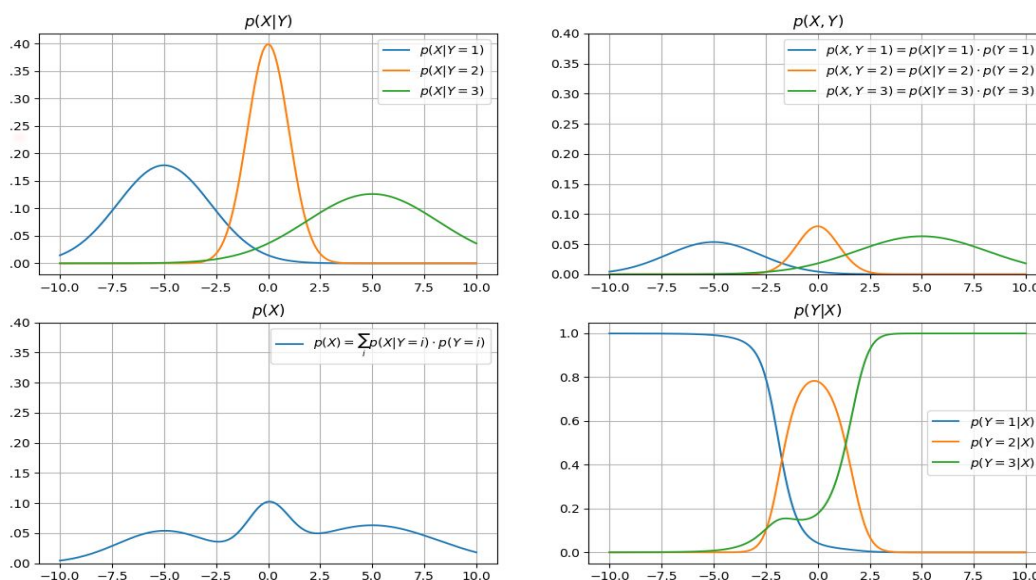 p(X|Y)
.40
.35
.30
.25
.20
.15
.10
.05
.00
p(X|Y=1)
p(X|Y=2)
p(X|Y=3)
−10.0 −7.5 −5.0 −2.5 0.0 2.5 5.0 7.5 10.0
p(X,Y)
0.40
0.35
0.30
0.25
0.20
0.15
0.10
0.05
0.00
p(X,Y=1)=p(X|Y=1)·p(Y=1)
p(X,Y=2)=p(X|Y=2)·p(Y=2)
p(X,Y=3)=p(X|Y=3)·p(Y=3)
−10.0 −7.5 −5.0 −2.5 0.0 2.5 5.0 7.5 10.0
p(X)
.40
.35
.30
.25
.20
.15
.10
.05
.00
p(X)=∑ᵢp(X|Y=i)·p(Y=i)
−10.0 −7.5 −5.0 −2.5 0.0 2.5 5.0 7.5 10.0
p(Y|X)
1.0
0.8
0.6
0.4
0.2
0.0
p(Y=1|X)
p(Y=2|X)
p(Y=3|X)
−10.0 −7.5 −5.0 −2.5 0.0 2.5 5.0 7.5 10.0